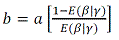 b = a [ (1−E(β|γ)) / E(β|γ) ]